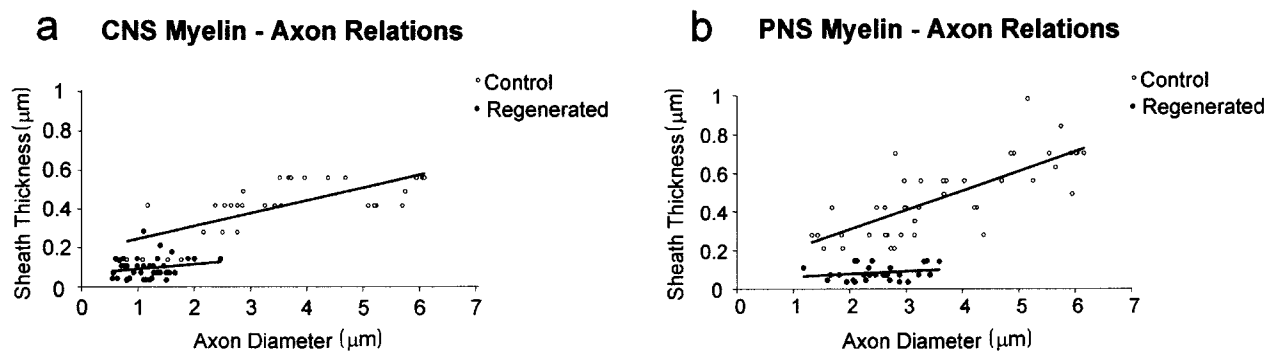 a CNS Myelin - Axon Relations
Control
Regenerated
Sheath Thickness (μm)
1
0.8
0.6
0.4
0.2
0
0 1 2 3 4 5 6 7
Axon Diameter (μm)
b PNS Myelin - Axon Relations
Control
Regenerated
Sheath Thickness (μm)
1
0.8
0.6
0.4
0.2
0
0 1 2 3 4 5 6 7
Axon Diameter (μm)